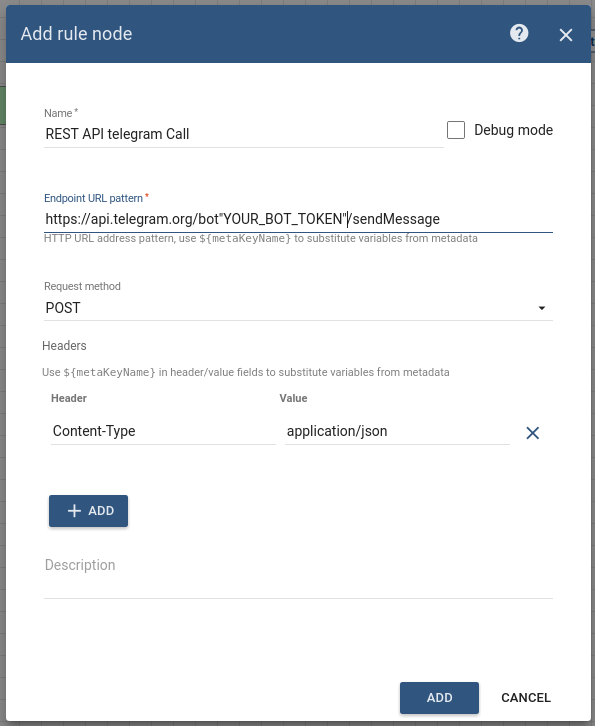 Add rule node
?
Name *
REST API telegram Call
Debug mode
Endpoint URL pattern *
https://api.telegram.org/bot"YOUR_BOT_TOKEN"/sendMessage
HTTP URL address pattern, use ${metaKeyName} to substitute variables from metadata
Request method
POST
Headers
Use ${metaKeyName} in header/value fields to substitute variables from metadata
Header Value
Content-Type application/json
+ ADD
Description
ADD CANCEL